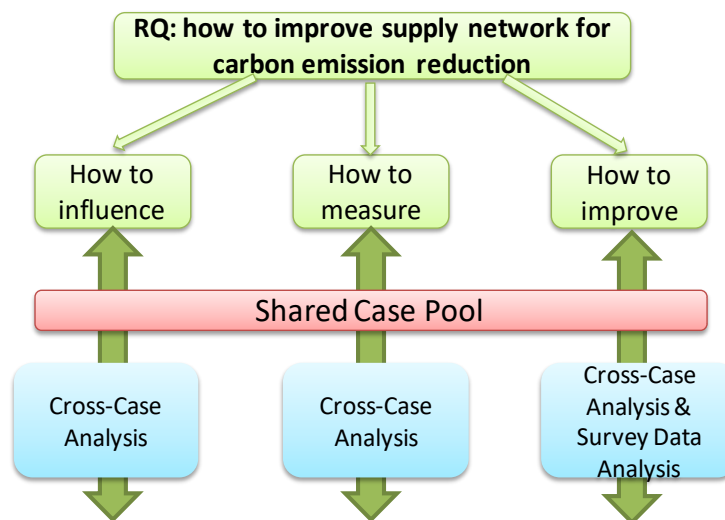 RQ: how to improve supply network for
carbon emission reduction
How to
influence
How to
measure
How to
improve
Shared Case Pool
Cross-Case
Analysis
Cross-Case
Analysis
Cross-Case
Analysis &
Survey Data
Analysis